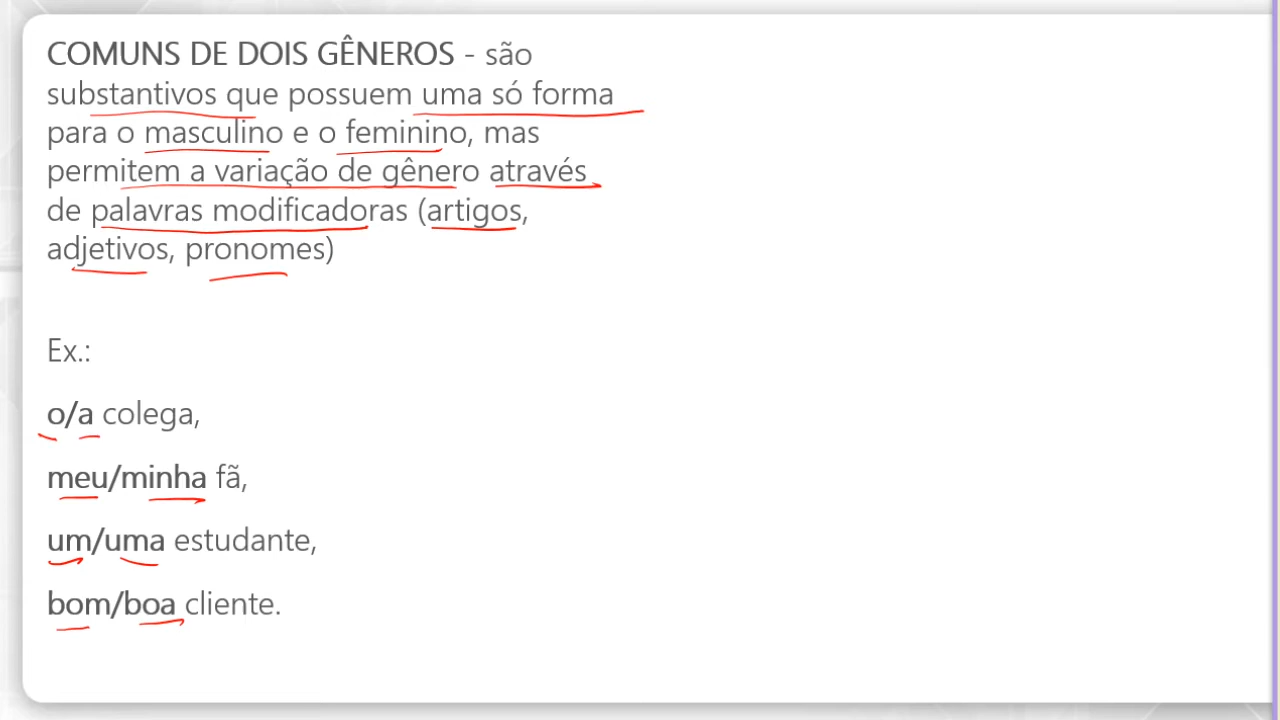 COMUNS DE DOIS GÊNEROS - são
substantivos que possuem uma só forma
para o masculino e o feminino, mas
permitem a variação de gênero através
de palavras modificadoras (artigos,
adjetivos, pronomes)
Ex.:
o/a colega,
meu/minha fã,
um/uma estudante,
bom/boa cliente.